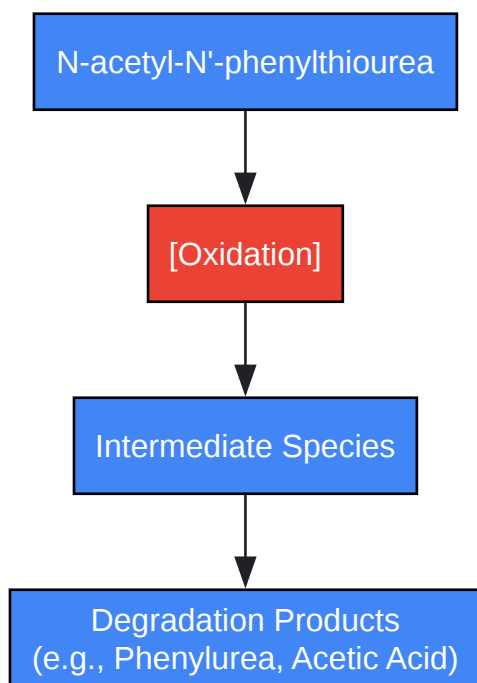 N-acetyl-N'-phenylthiourea
[Oxidation]
Intermediate Species
Degradation Products
(e.g., Phenylurea, Acetic Acid)